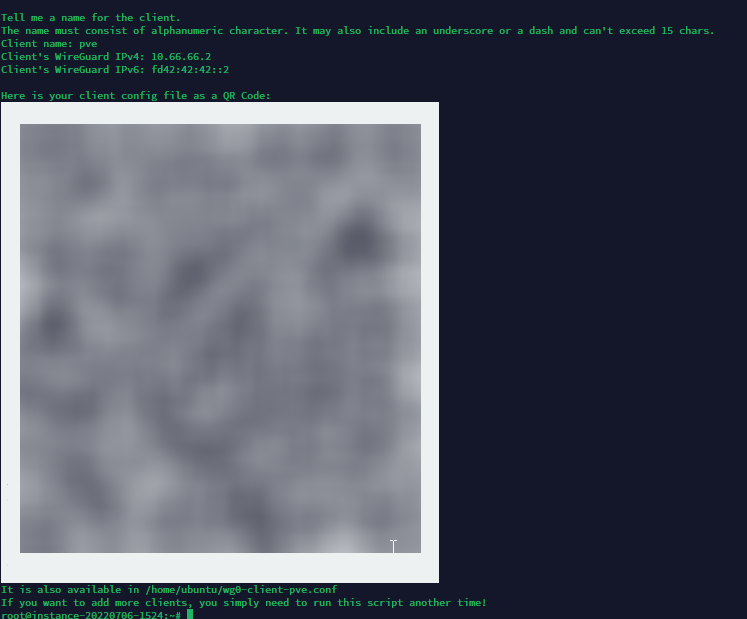 Tell me a name for the client.
The name must consist of alphanumeric character. It may also include an underscore or a dash and can't exceed 15 chars.
Client name: pve
Client's WireGuard IPv4: 10.66.66.2
Client's WireGuard IPv6: fd42:42:42::2
Here is your client config file as a QR Code:
It is also available in /home/ubuntu/wg0-client-pve.conf
If you want to add more clients, you simply need to run this script another time!
root@instance-20220706-1524:~#